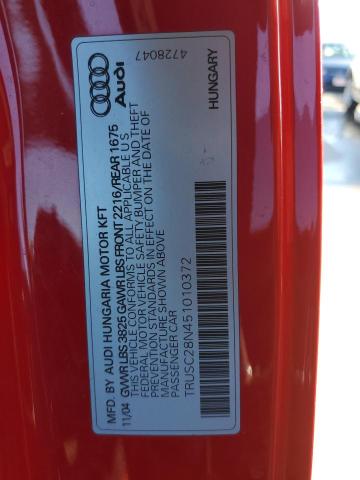 Audi
4728047
HUNGARY
MFD. BY AUDI HUNGARIA MOTOR KFT
11/04 GVWR LBS 3825 GAWR LBS FRONT 2216/REAR 1675
THIS VEHICLE CONFORMS TO ALL APPLICABLE US
FEDERAL MOTOR VEHICLE SAFETY BUMPER AND THEFT
PREVENTION STANDARDS IN EFFECT ON THE DATE OF
MANUFACTURE SHOWN ABOVE
PASSENGER CAR
TRUSC28N451010372